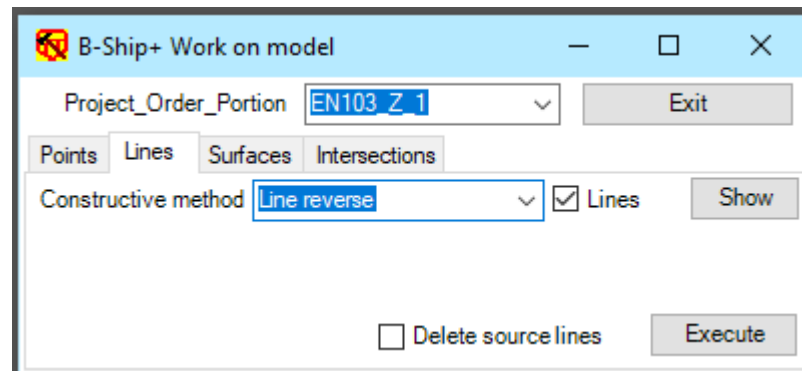 B-Ship+ Work on model
Project_Order_Portion EN103_Z_1 Exit
Points Lines Surfaces Intersections
Constructive method Line reverse Lines Show
Delete source lines Execute